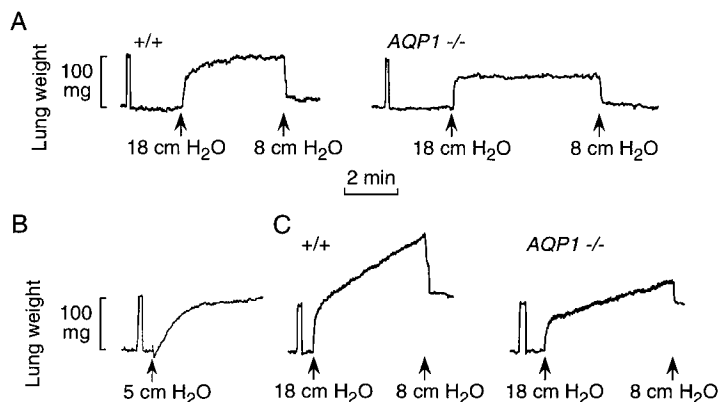 A
+/+
AQP1 -/-
Lung weight
100 mg
18 cm H₂O
8 cm H₂O
18 cm H₂O
8 cm H₂O
2 min
B
C
+/+
AQP1 -/-
Lung weight
100 mg
5 cm H₂O
18 cm H₂O
8 cm H₂O
18 cm H₂O
8 cm H₂O